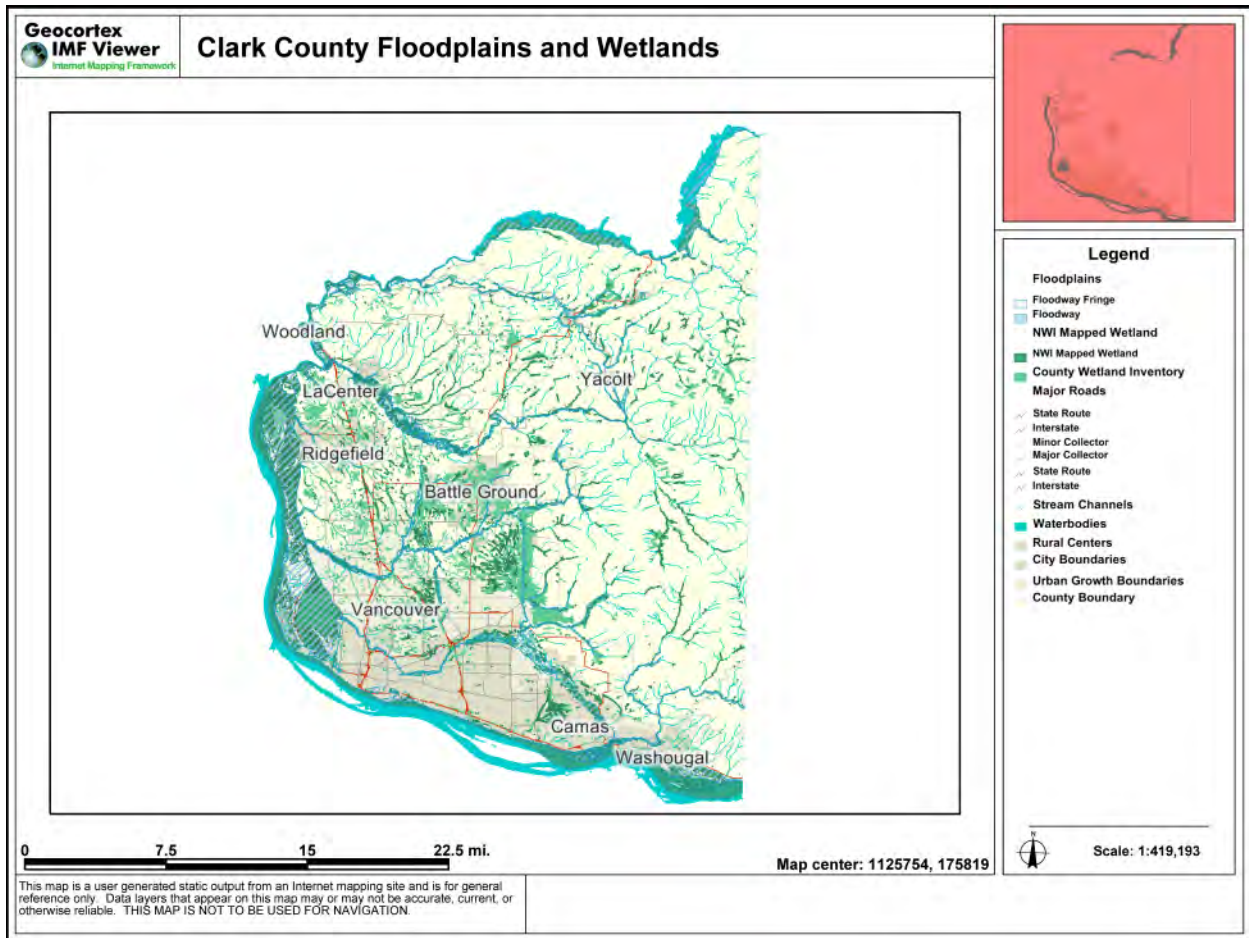 Geocortex
IMF Viewer
Internet Mapping Framework
Clark County Floodplains and Wetlands
Woodland
LaCenter
Yacolt
Ridgefield
Battle Ground
Vancouver
Camas
Washougal
Legend
Floodplains
Floodway Fringe
Floodway
NWI Mapped Wetland
NWI Mapped Wetland
County Wetland Inventory
Major Roads
State Route
Interstate
Minor Collector
Major Collector
State Route
Interstate
Stream Channels
Waterbodies
Rural Centers
City Boundaries
Urban Growth Boundaries
County Boundary
N
Scale: 1:419,193
0 7.5 15 22.5 mi.
Map center: 1125754, 175819
This map is a user generated static output from an Internet mapping site and is for general
reference only. Data layers that appear on this map may or may not be accurate, current, or
otherwise reliable. THIS MAP IS NOT TO BE USED FOR NAVIGATION.